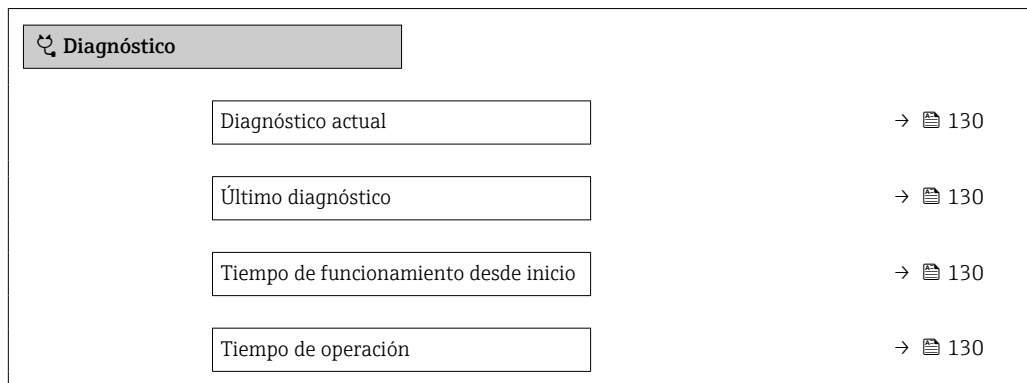 Diagnóstico
Diagnóstico actual → 130
Último diagnóstico → 130
Tiempo de funcionamiento desde inicio → 130
Tiempo de operación → 130